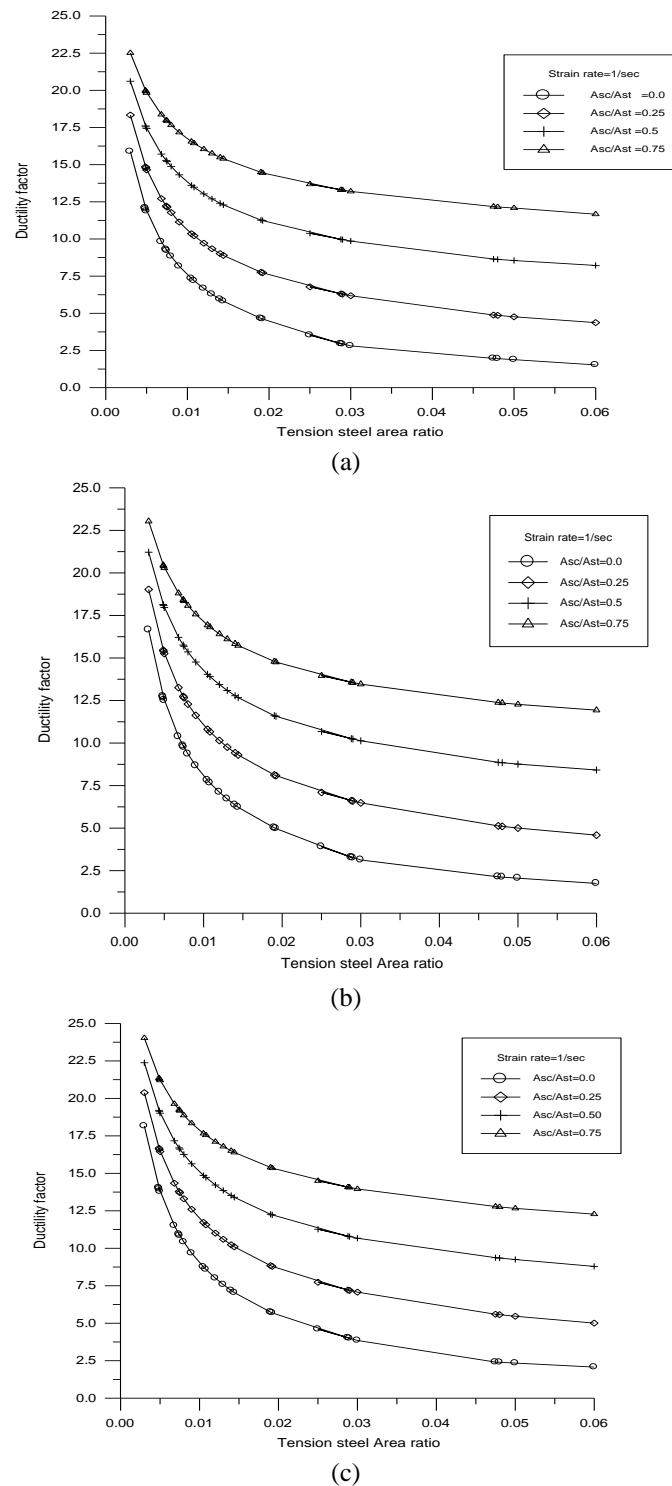 25.0
22.5
20.0
17.5
15.0
12.5
10.0
7.5
5.0
2.5
0.0
Ductility factor
Strain rate=1/sec
Asc/Ast =0.0
Asc/Ast =0.25
Asc/Ast =0.5
Asc/Ast =0.75
0.00 0.01 0.02 0.03 0.04 0.05 0.06
Tension steel area ratio
(a)
25.0
22.5
20.0
17.5
15.0
12.5
10.0
7.5
5.0
2.5
0.0
Ductility factor
Strain rate=1/sec
Asc/Ast=0.0
Asc/Ast=0.25
Asc/Ast=0.5
Asc/Ast=0.75
0.00 0.01 0.02 0.03 0.04 0.05 0.06
Tension steel Area ratio
(b)
25.0
22.5
20.0
17.5
15.0
12.5
10.0
7.5
5.0
2.5
0.0
Ductility factor
Strain rate=1/sec
Asc/Ast=0.0
Asc/Ast=0.25
Asc/Ast=0.50
Asc/Ast=0.75
0.00 0.01 0.02 0.03 0.04 0.05 0.06
Tension steel Area ratio
(c)